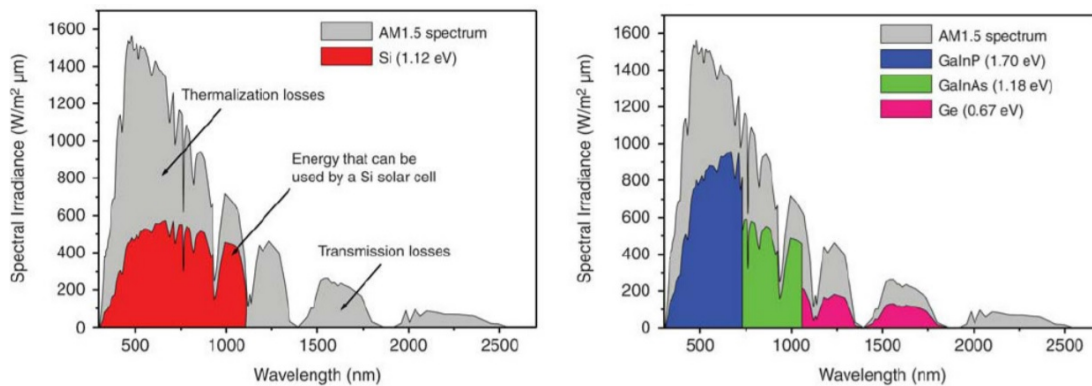 1600
1400
1200
1000
800
600
400
200
0
Spectral Irradiance (W/m² μm)
AM1.5 spectrum
Si (1.12 eV)
Thermalization losses
Energy that can be
used by a Si solar cell
Transmission losses
500
1000
1500
2000
2500
Wavelength (nm)
1600
1400
1200
1000
800
600
400
200
0
Spectral Irradiance (W/m² μm)
AM1.5 spectrum
GaInP (1.70 eV)
GaInAs (1.18 eV)
Ge (0.67 eV)
500
1000
1500
2000
2500
Wavelength (nm)